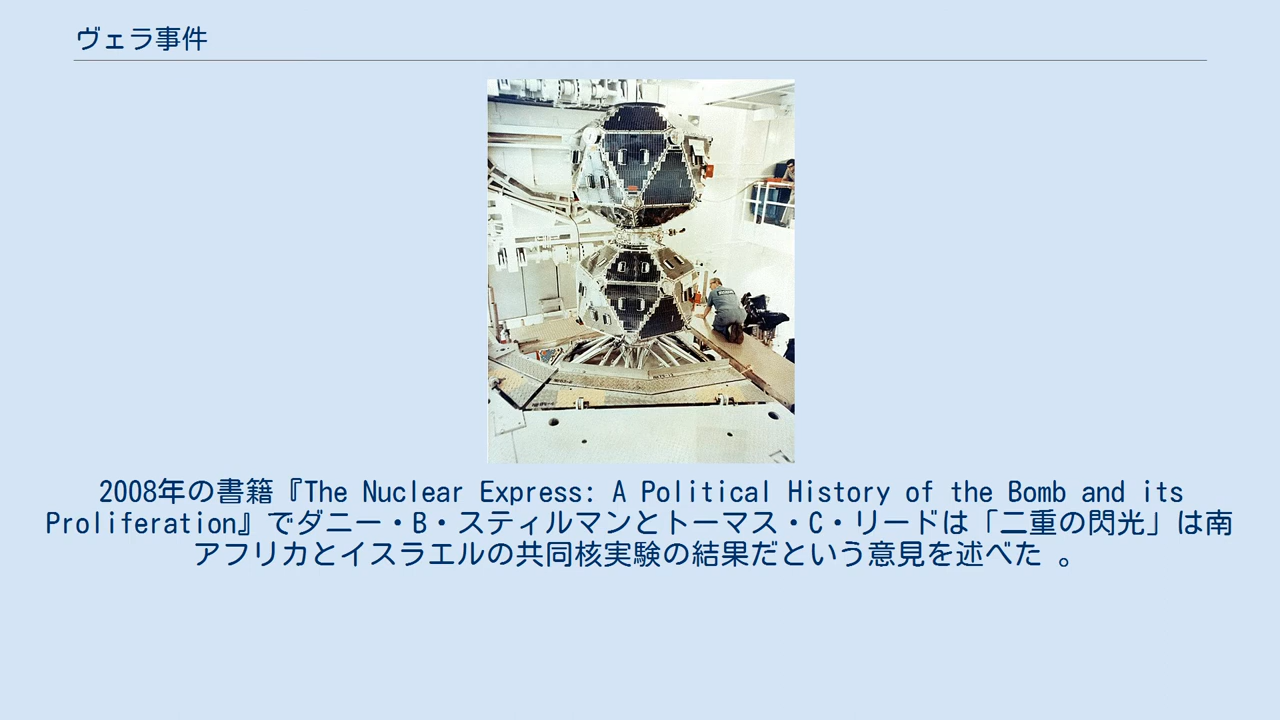 ヴェラ事件
2008年の書籍『The Nuclear Express: A Political History of the Bomb and its
Proliferation』でダニー・B・スティルマンとトーマス・C・リードは「二重の閃光」は南
アフリカとイスラエルの共同核実験の結果だという意見を述べた 。